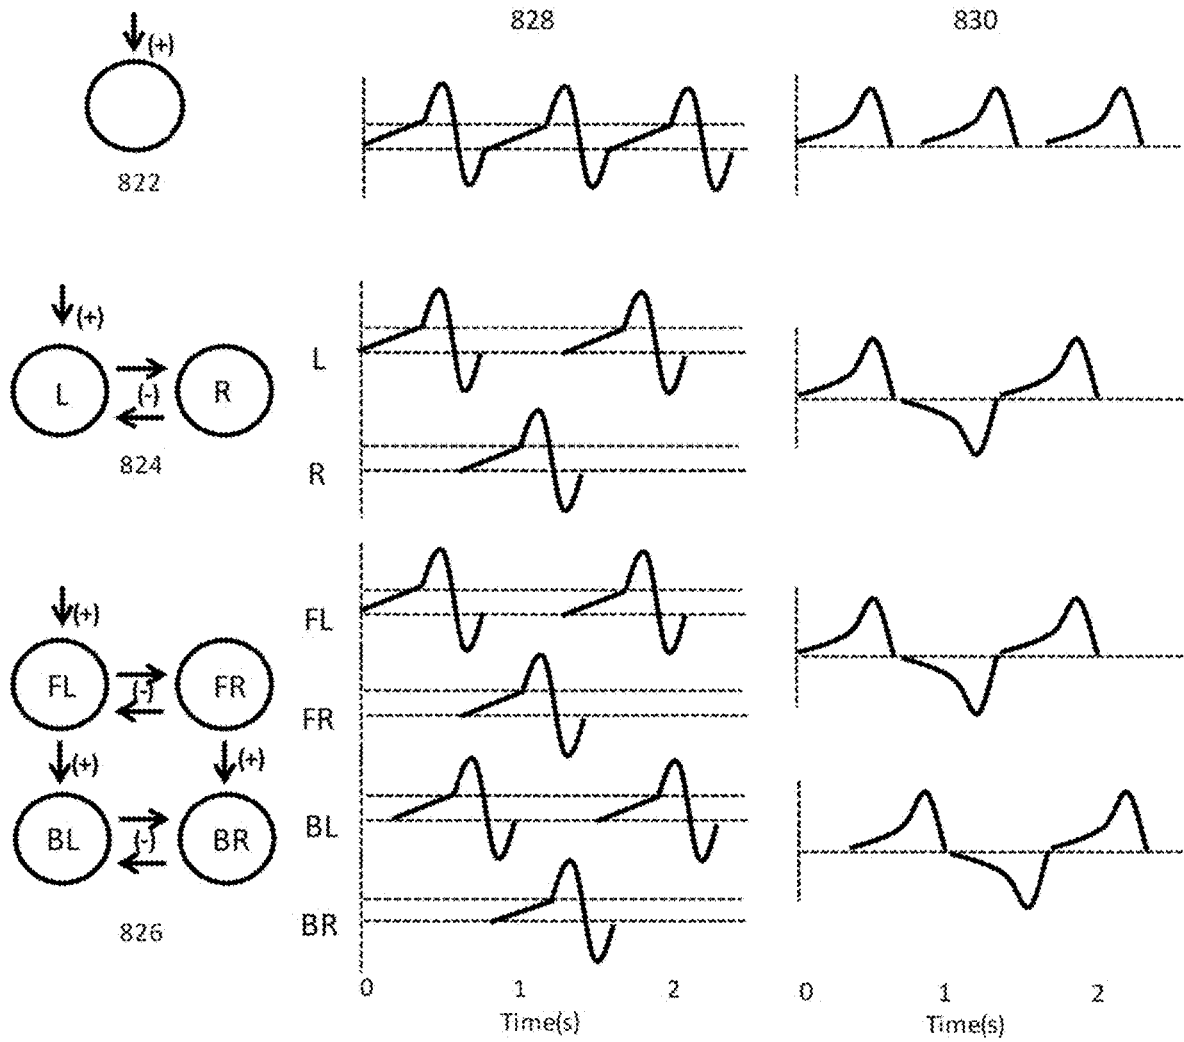 828
830
(+)
822
(+)
L
(-)
R
824
L
R
(+)
FL
(-)
FR
(+)
(+)
BL
(-)
BR
826
FL
FR
BL
BR
0
1
2
Time(s)
0
1
2
Time(s)